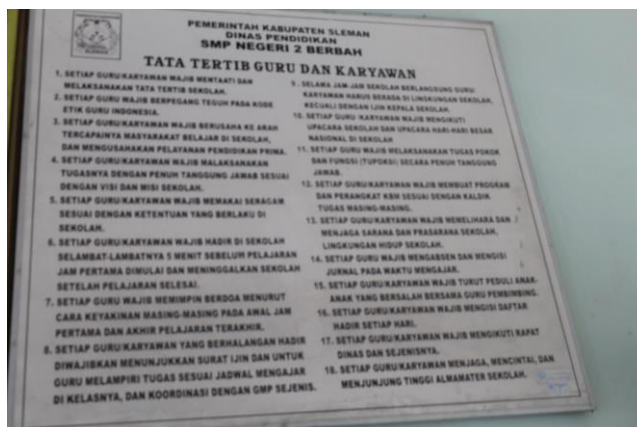 PEMERINTAH KABUPATEN SLEMAN
DINAS PENDIDIKAN
SMP NEGERI 2 BERBAH
TATA TERTIB GURU DAN KARYAWAN
1. SETIAP GURU/KARYAWAN WAJIB MENTAATI DAN
MELAKSANAKAN TATA TERTIB SEKOLAH.
2. SETIAP GURU WAJIB BERPEGANG TEGUH PADA KODE
ETIK GURU INDONESIA.
3. SETIAP GURU/KARYAWAN WAJIB BERUSAHA KE ARAH
TERCAPAINYA MASYARAKAT BELAJAR DI SEKOLAH,
DAN MENGUSAHAKAN PELAYANAN PENDIDIKAN PRIMA.
4. SETIAP GURU/KARYAWAN WAJIB MALAKSANAKAN
TUGASNYA DENGAN PENUH TANGGUNG JAWAB SESUAI
DENGAN VISI DAN MISI SEKOLAH.
5. SETIAP GURU/KARYAWAN WAJIB MEMAKAI SERAGAM
SESUAI DENGAN KETENTUAN YANG BERLAKU DI
SEKOLAH.
6. SETIAP GURU/KARYAWAN WAJIB HADIR DI SEKOLAH
SELAMBAT-LAMBATNYA 5 MENIT SEBELUM PELAJARAN
JAM PERTAMA DIMULAI DAN MENINGGALKAN SEKOLAH
SETELAH PELAJARAN SELESAI.
7. SETIAP GURU WAJIB MEMIMPIN BERDOA MENURUT
CARA KEYAKINAN MASING-MASING PADA AWAL JAM
PERTAMA DAN AKHIR PELAJARAN TERAKHIR.
8. SETIAP GURU/KARYAWAN YANG BERHALANGAN HADIR
DIWAJIBKAN MENUNJUKKAN SURAT IJIN DAN UNTUK
GURU MELAMPIRI TUGAS SESUAI JADWAL MENGAJAR
DI KELASNYA, DAN KOORDINASI DENGAN GMP SEJENIS.
9. SELAMA JAM-JAM SEKOLAH BERLANGSUNG GURU
KARYAWAN HARUS BERADA DI LINGKUNGAN SEKOLAH,
KECUALI DENGAN IJIN KEPALA SEKOLAH.
10. SETIAP GURU /KARYAWAN WAJIB MENGIKUTI
UPACARA SEKOLAH DAN UPACARA HARI-HARI BESAR
NASIONAL DI SEKOLAH
11. SETIAP GURU WAJIB MELAKSANAKAN TUGAS POKOK
DAN FUNGSI (TUPOKSI) SECARA PENUH TANGGUNG
JAWAB.
12. SETIAP GURU/KARYAWAN WAJIB MEMBUAT PROGRAM
DAN PERANGKAT KBM SESUAI DENGAN KALDIK
TUGAS MASING-MASING.
13. SETIAP GURU/KARYAWAN WAJIB MEMELIHARA DAN
MENJAGA SARANA DAN PRASARANA SEKOLAH,
LINGKUNGAN HIDUP SEKOLAH.
14. SETIAP GURU WAJIB MENGABSEN DAN MENGISI
JURNAL PADA WAKTU MENGAJAR.
15. SETIAP GURU/KARYAWAN WAJIB TURUT PEDULI ANAK-
ANAK YANG BERSALAH BERSAMA GURU PEMBIMBING.
16. SETIAP GURU/KARYAWAN WAJIB MENGISI DAFTAR
HADIR SETIAP HARI.
17. SETIAP GURU/KARYAWAN WAJIB MENGIKUTI RAPAT
DINAS DAN SEJENISNYA.
18. SETIAP GURU/KARYAWAN MENJAGA, MENCINTAI, DAN
MENJUNJUNG TINGGI ALMAMATER SEKOLAH.